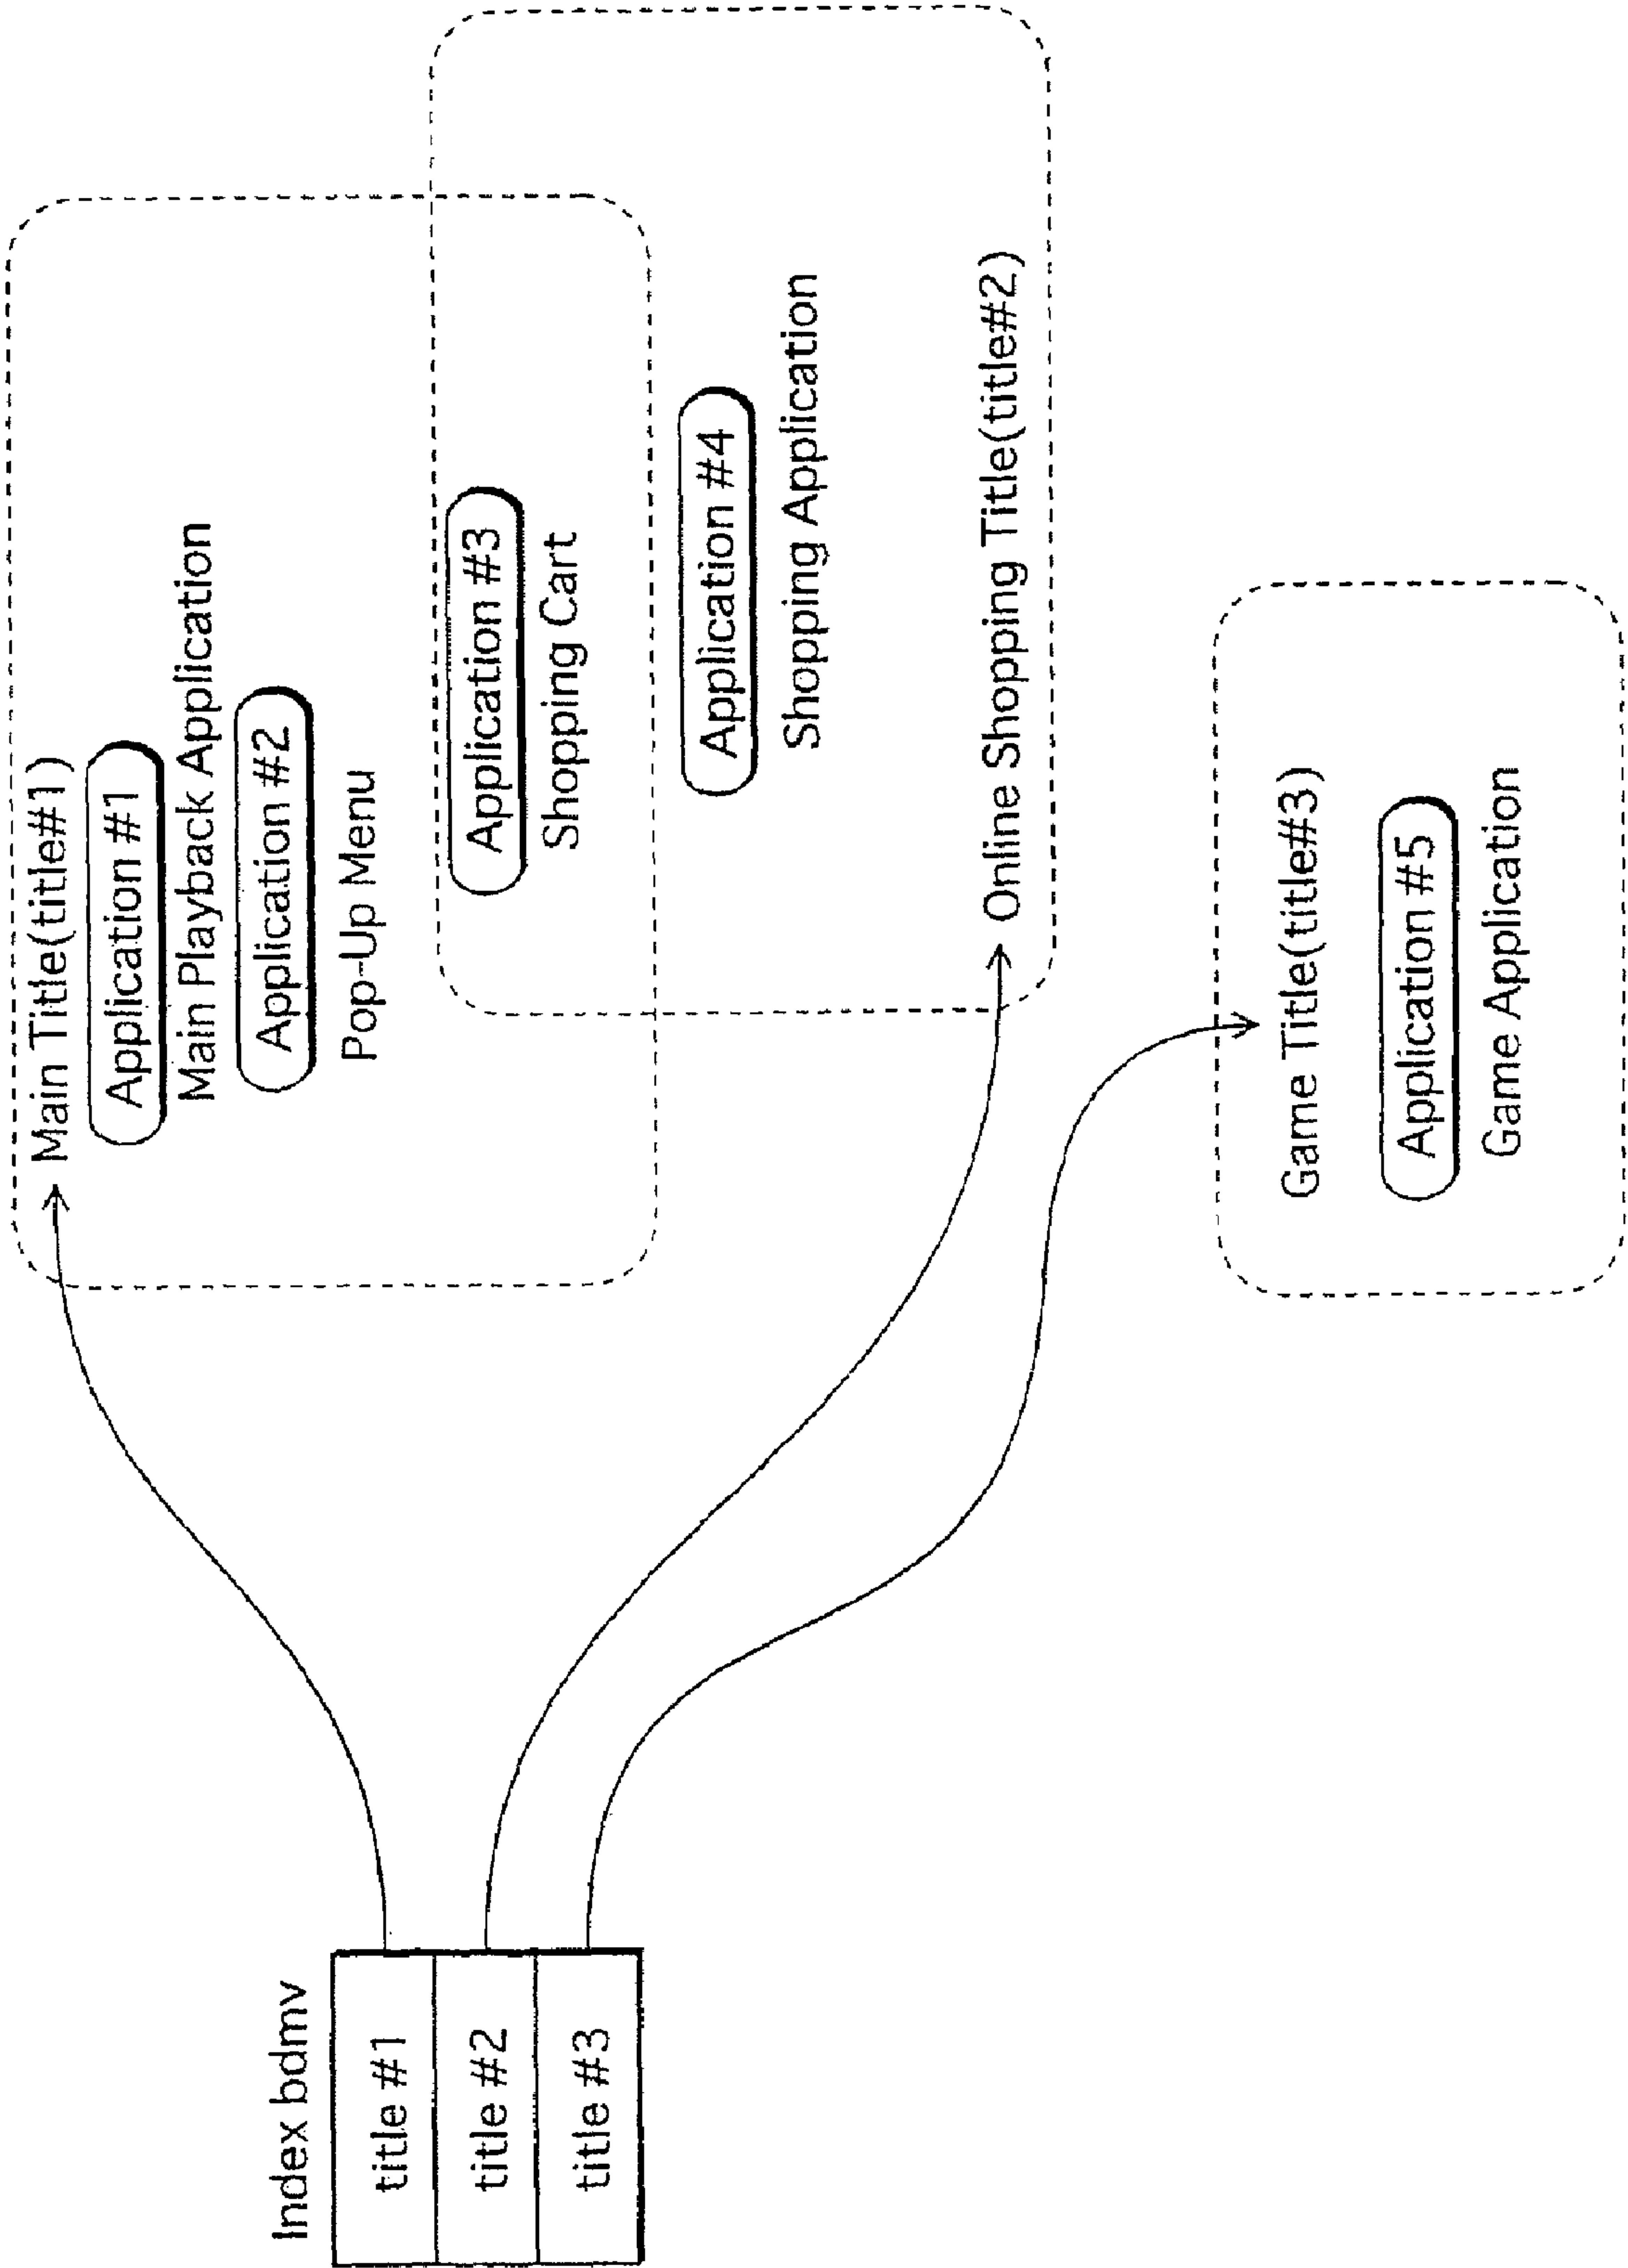 Index bdmv
title #1
title #2
title #3
Main Title(title#1)
Application #1
Main Playback Application
Application #2
Pop-Up Menu
Application #3
Shopping Cart
Application #4
Shopping Application
Online Shopping Title(title#2)
Game Title(title#3)
Application #5
Game Application